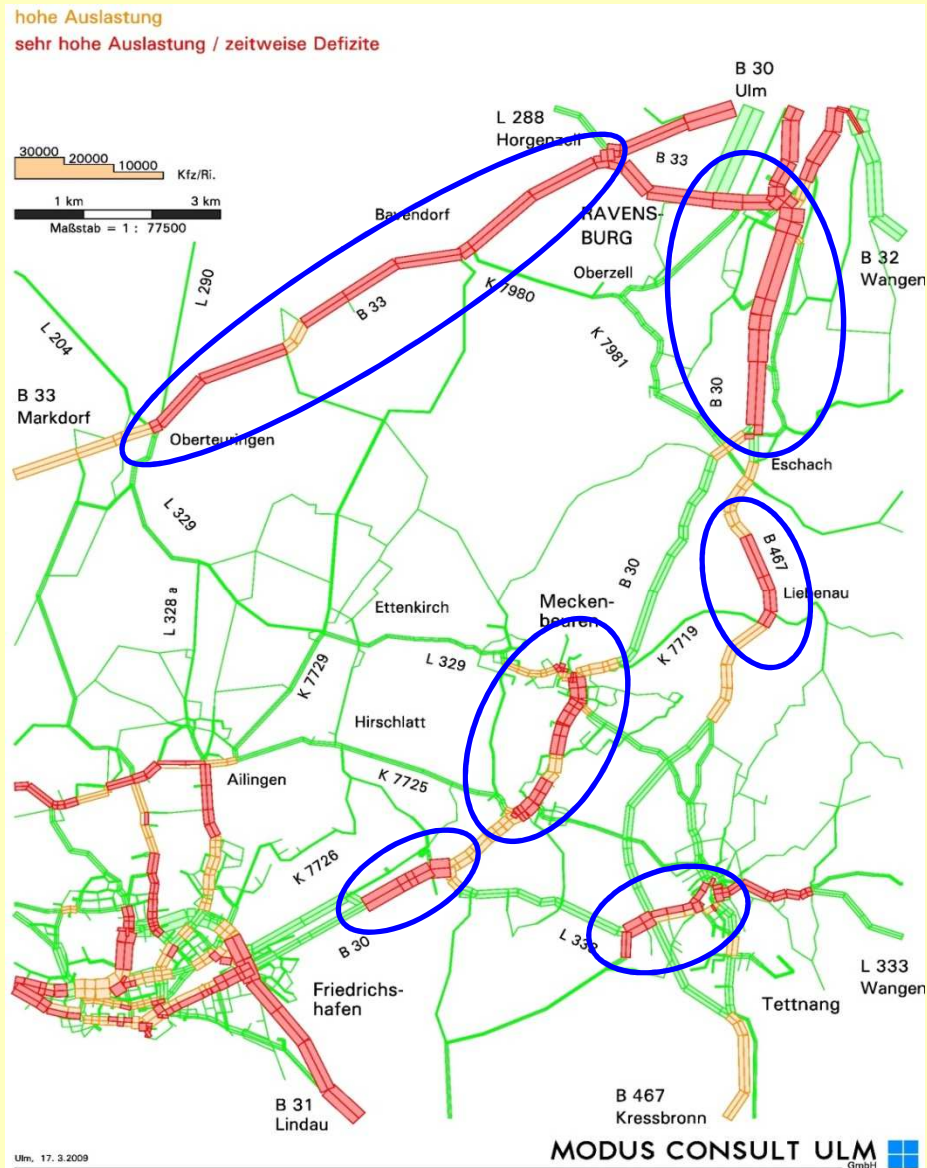 hohe Auslastung
sehr hohe Auslastung / zeitweise Defizite
B 30
Ulm
L 288
Horgenzell
B 33
30000
20000
10000
Kfz/Ri.
1 km
3 km
Maßstab = 1 : 77500
Bavendorf
RAVENS-
BURG
Oberzell
B 32
Wangen
L 290
K 7980
L 204
B 33
K 7981
B 30
B 33
Markdorf
Oberteuringen
Eschach
L 329
B 467
B 30
Liebenau
L 328 a
Ettenkirch
Mecken-
beuren
L 329
K 7719
K 7729
Hirschlatt
Ailingen
K 7725
K 7726
B 30
L 333
L 333
Wangen
Friedrichs-
hafen
Tettnang
B 31
Lindau
B 467
Kressbronn
Ulm, 17. 3.2009
MODUS CONSULT ULM
GmbH